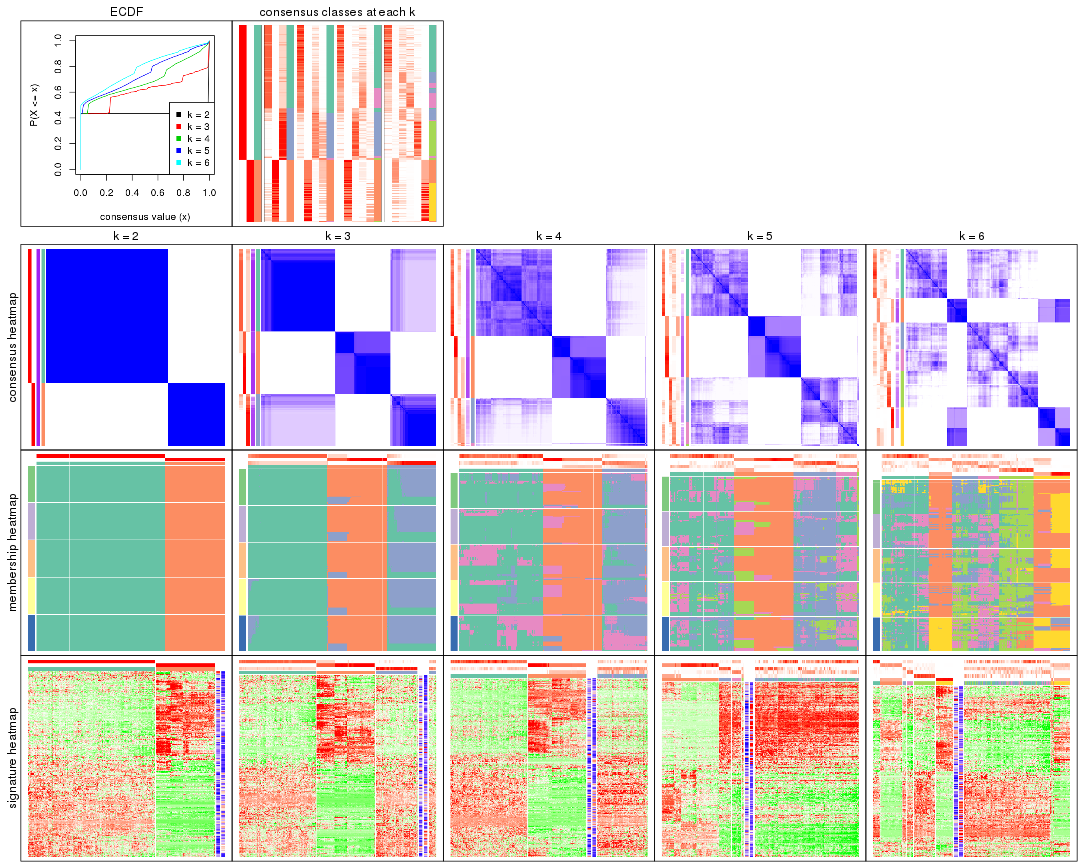 ECDF
consensus classes at each k
P(X <= x)
0.0 0.2 0.4 0.6 0.8 1.0
k = 2
k = 3
k = 4
k = 5
k = 6
0.0 0.2 0.4 0.6 0.8 1.0
consensus value (x)
k = 2
k = 3
k = 4
k = 5
k = 6
consensus heatmap
membership heatmap
signature heatmap